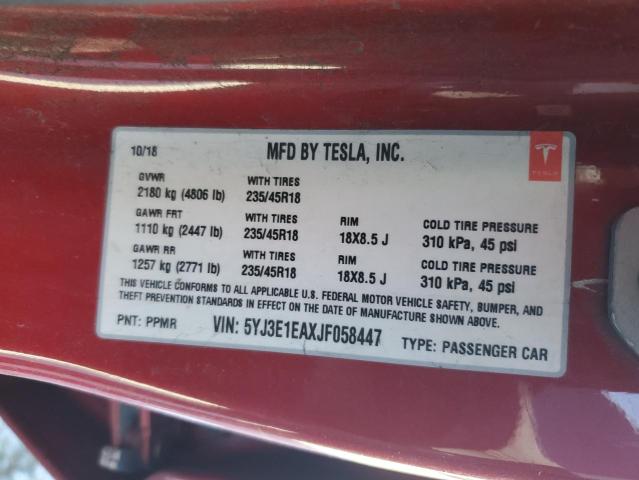 10/18 MFD BY TESLA, INC.
TESLA
GVWR WITH TIRES
2180 kg (4806 lb) 235/45R18
GAWR FRT WITH TIRES RIM COLD TIRE PRESSURE
1110 kg (2447 lb) 235/45R18 18X8.5 J 310 kPa, 45 psi
GAWR RR WITH TIRES RIM COLD TIRE PRESSURE
1257 kg (2771 lb) 235/45R18 18X8.5 J 310 kPa, 45 psi
THIS VEHICLE CONFORMS TO ALL APPLICABLE U.S. FEDERAL MOTOR VEHICLE SAFETY, BUMPER, AND
THEFT PREVENTION STANDARDS IN EFFECT ON THE DATE OF MANUFACTURE SHOWN ABOVE.
PNT: PPMR VIN: 5YJ3E1EAXJF058447 TYPE: PASSENGER CAR